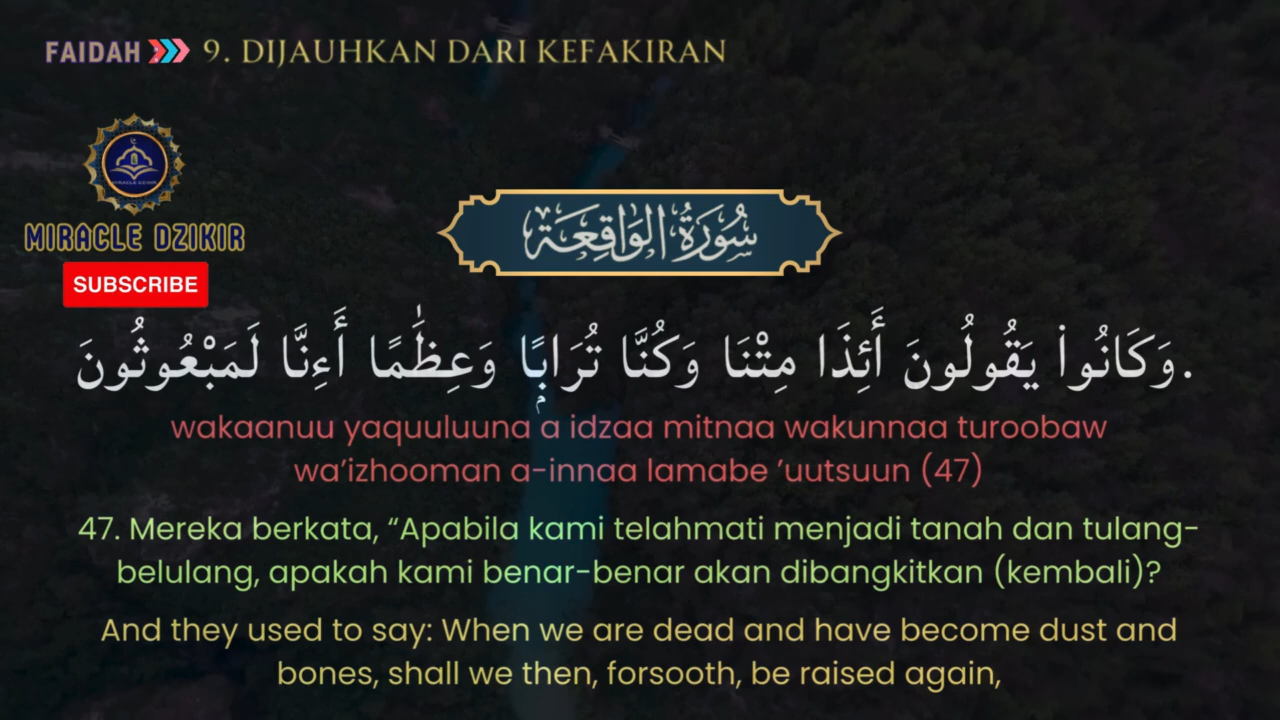 FAIDAH 9. DIJAUHKAN DARI KEFAKIRAN
MIRACLE DZIKIR
SUBSCRIBE
سُورَةُ الوَاقِعَة
وَكَانُوا۟ يَقُولُونَ أَئِذَا مِتْنَا وَكُنَّا تُرَابًۭا وَعِظَٰمًا أَءِنَّا لَمَبْعُوثُونَ.
wakaanuu yaquuluuna a idzaa mitnaa wakunnaa turoobaw
wa’izhooman a-innaa lamabe ’uutsuun (47)
47. Mereka berkata, “Apabila kami telahmati menjadi tanah dan tulang-
belulang, apakah kami benar-benar akan dibangkitkan (kembali)?
And they used to say: When we are dead and have become dust and
bones, shall we then, forsooth, be raised again,